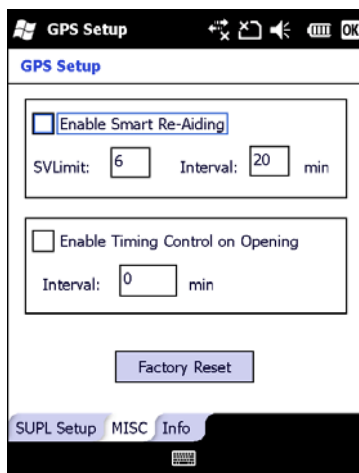 GPS Setup OK
GPS Setup
Enable Smart Re-Aiding
SVLimit: 6 Interval: 20 min
Enable Timing Control on Opening
Interval: 0 min
Factory Reset
SUPL Setup MISC Info